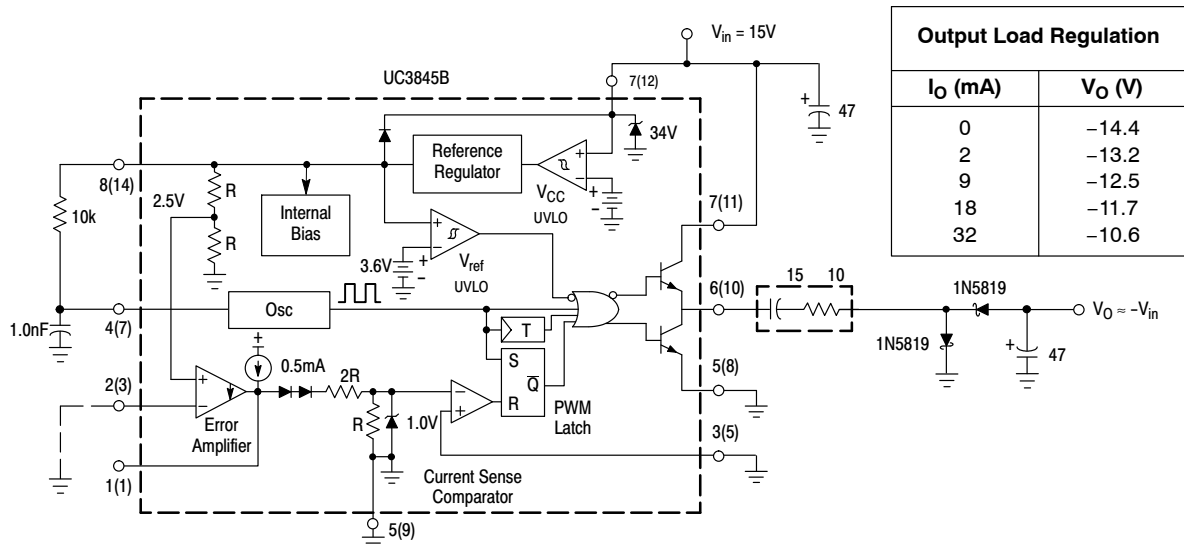 V_in = 15V
Output Load Regulation
I_O (mA) V_O (V)
0 −14.4
2 −13.2
9 −12.5
18 −11.7
32 −10.6
UC3845B
7(12)
+
47
34V
Reference
Regulator
+
−
V_CC
UVLO
+
−
8(14)
R
2.5V
Internal
Bias
10k
R
+
−
7(11)
3.6V
+
−
V_ref
UVLO
15 10
6(10)
1N5819
V_O ≈ −V_in
Osc
4(7)
1.0nF
T
1N5819
+
47
+
0.5mA
S
Q̅
R
5(8)
2(3)
+
−
2R
−
+
PWM
Latch
Error
Amplifier
R
1.0V
3(5)
1(1)
Current Sense
Comparator
5(9)